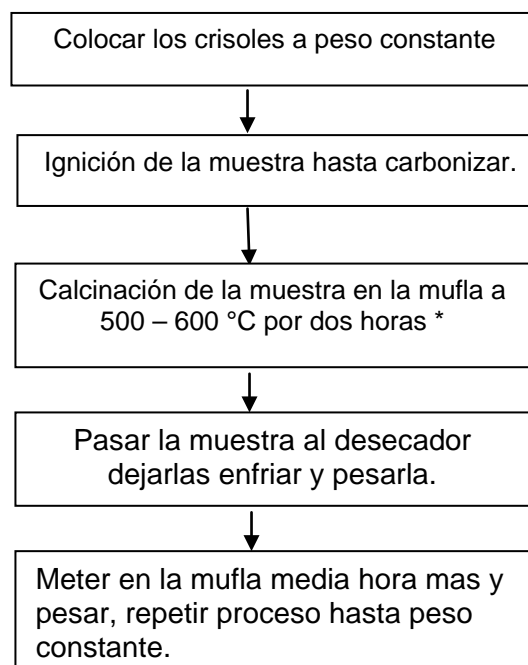 Colocar los crisoles a peso constante
Ignición de la muestra hasta carbonizar.
Calcinación de la muestra en la mufla a
500 – 600 °C por dos horas *
Pasar la muestra al desecador
dejarlas enfriar y pesarla.
Meter en la mufla media hora mas y
pesar, repetir proceso hasta peso
constante.